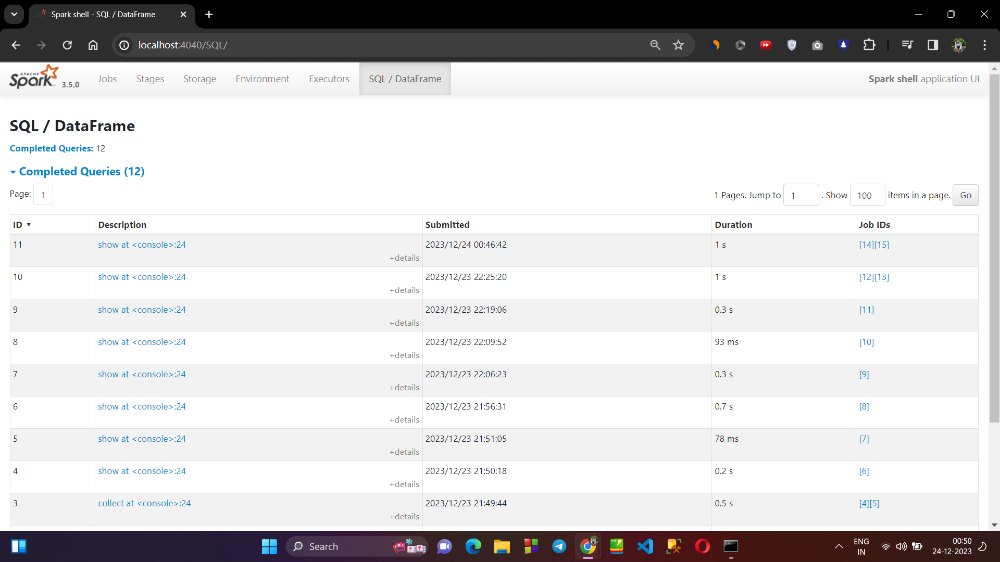 Spark shell - SQL / DataFrame
localhost:4040/SQL/
APACHE Spark 3.5.0 Jobs Stages Storage Environment Executors SQL / DataFrame Spark shell application UI
SQL / DataFrame
Completed Queries: 12
Completed Queries (12)
Page: 1 1 Pages. Jump to 1 . Show 100 items in a page. Go
ID ▾ Description Submitted Duration Job IDs
11 show at <console>:24 2023/12/24 00:46:42 1 s [14][15]
+details
10 show at <console>:24 2023/12/23 22:25:20 1 s [12][13]
+details
9 show at <console>:24 2023/12/23 22:19:06 0.3 s [11]
+details
8 show at <console>:24 2023/12/23 22:09:52 93 ms [10]
+details
7 show at <console>:24 2023/12/23 22:06:23 0.3 s [9]
+details
6 show at <console>:24 2023/12/23 21:56:31 0.7 s [8]
+details
5 show at <console>:24 2023/12/23 21:51:05 78 ms [7]
+details
4 show at <console>:24 2023/12/23 21:50:18 0.2 s [6]
+details
3 collect at <console>:24 2023/12/23 21:49:44 0.5 s [4][5]
+details
Search
ENG
IN
00:50
24-12-2023